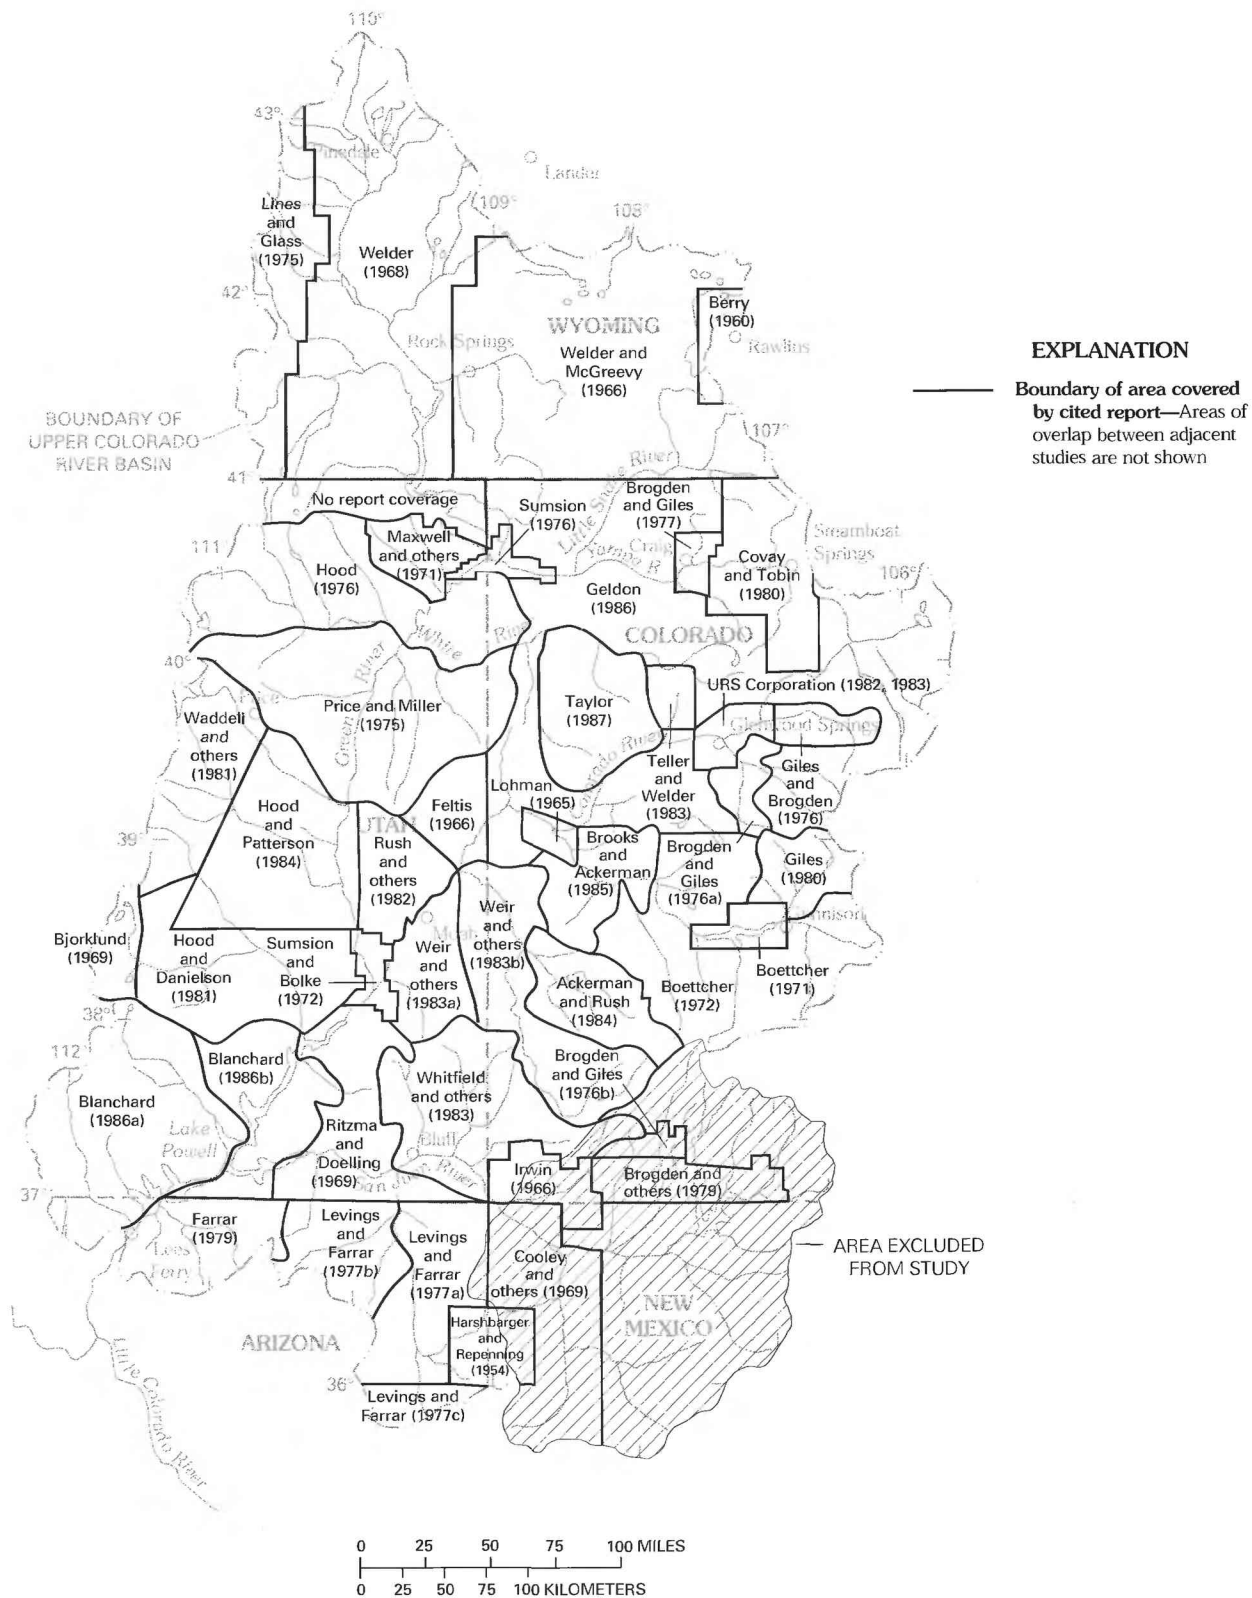 110°
43°
Pinedale
Lander
Lines
and
Glass
(1975)
109°
108°
Welder
(1968)
42°
Berry
(1960)
WYOMING
Rock Springs
Rawlins
Welder and
McGreevy
(1966)
EXPLANATION
Boundary of area covered
by cited report—Areas of
overlap between adjacent
studies are not shown
BOUNDARY OF
UPPER COLORADO
RIVER BASIN
107°
41°
Little Snake River
No report coverage
Sumsion
(1976)
Brogden
and Giles
(1977)
Steamboat
Springs
111
Maxwell
and others
(1971)
Yampa R
Craig
Covay
and Tobin
(1980)
106°
Hood
(1976)
Geldon
(1986)
White River
COLORADO
40°
URS Corporation (1982, 1983)
Price
Green River
Price and Miller
(1975)
Taylor
(1987)
Waddell
and
others
(1981)
Glenwood Springs
Colorado River
Teller
and
Welder
(1983)
Giles
and
Brogden
(1976)
Lohman
(1965)
Hood
and
Patterson
(1984)
Feltis
(1966)
UTAH
39°
Rush
and
others
(1982)
Brooks
and
Ackerman
(1985)
Brogden
and
Giles
(1976a)
Giles
(1980)
Gunnison
Moab
Weir
and
others
(1983b)
Bjorklund
(1969)
Hood
and
Danielson
(1981)
Sumsion
and
Bolke
(1972)
Weir
and
others
(1983a)
Boettcher
(1971)
Ackerman
and Rush
(1984)
Boettcher
(1972)
38°
112°
Blanchard
(1986b)
Brogden
and Giles
(1976b)
Whitfield
and others
(1983)
Blanchard
(1986a)
Lake
Powell
Ritzma
and
Doelling
(1969)
Bluff
San Juan River
Irwin
(1966)
Brogden and
others (1979)
37°
Farrar
(1979)
Levings
and
Farrar
(1977b)
Levings
and
Farrar
(1977a)
Lees
Ferry
Cooley
and
others (1969)
AREA EXCLUDED
FROM STUDY
NEW
MEXICO
ARIZONA
Harshbarger
and
Repenning
(1954)
36°
Levings and
Farrar (1977c)
Little Colorado River
0 25 50 75 100 MILES
0 25 50 75 100 KILOMETERS